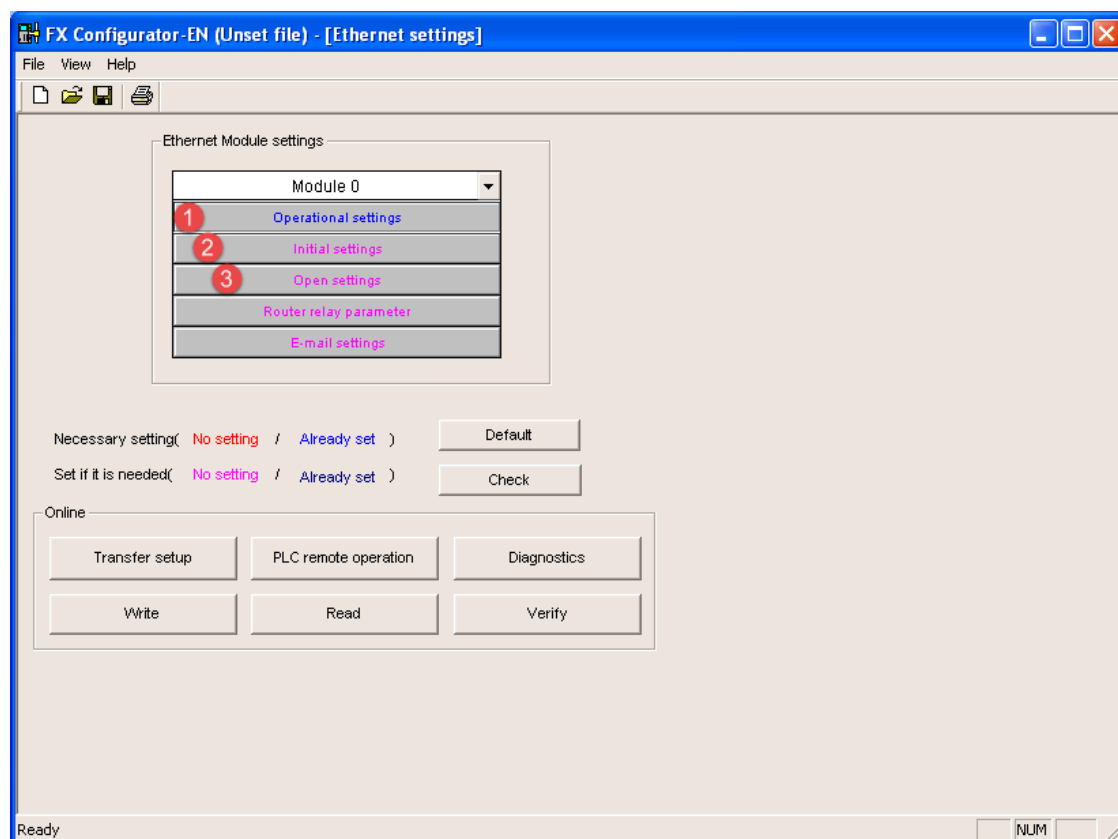 FX Configurator-EN (Unset file) - [Ethernet settings]
File View Help
Ethernet Module settings
Module 0
1 Operational settings
2 Initial settings
3 Open settings
Router relay parameter
E-mail settings
Necessary setting( No setting / Already set ) Default
Set if it is needed( No setting / Already set ) Check
Online
Transfer setup PLC remote operation Diagnostics
Write Read Verify
Ready NUM